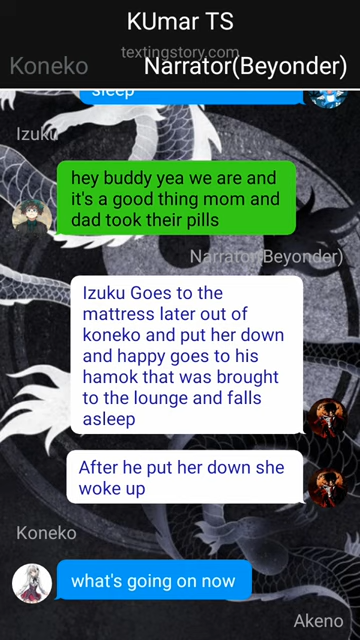 KUmar TS
textingstory.com
Koneko Narrator(Beyonder)
sleep
Izuku
hey buddy yea we are and
it's a good thing mom and
dad took their pills
Narrator(Beyonder)
Izuku Goes to the
mattress later out of
koneko and put her down
and happy goes to his
hamok that was brought
to the lounge and falls
asleep
After he put her down she
woke up
Koneko
what's going on now
Akeno